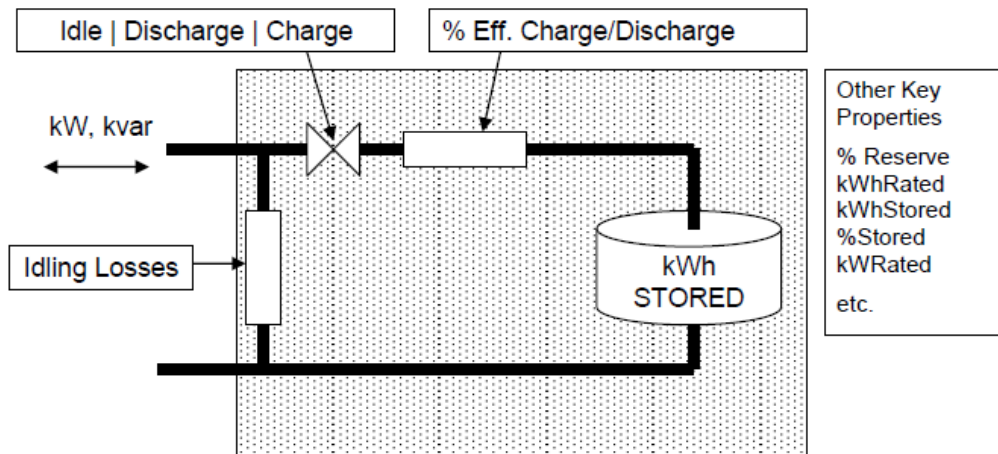 Idle | Discharge | Charge
% Eff. Charge/Discharge
kW, kvar
Idling Losses
kWh
STORED
Other Key
Properties
% Reserve
kWhRated
kWhStored
%Stored
kWRated
etc.